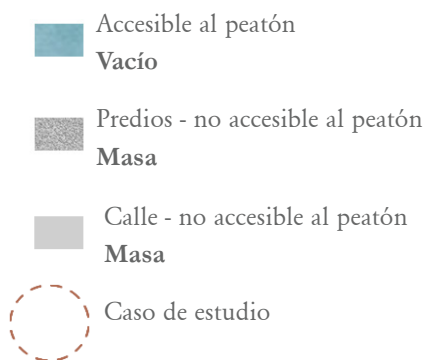 Accesible al peatón
Vacío
Predios - no accesible al peatón
Masa
Calle - no accesible al peatón
Masa
Caso de estudio